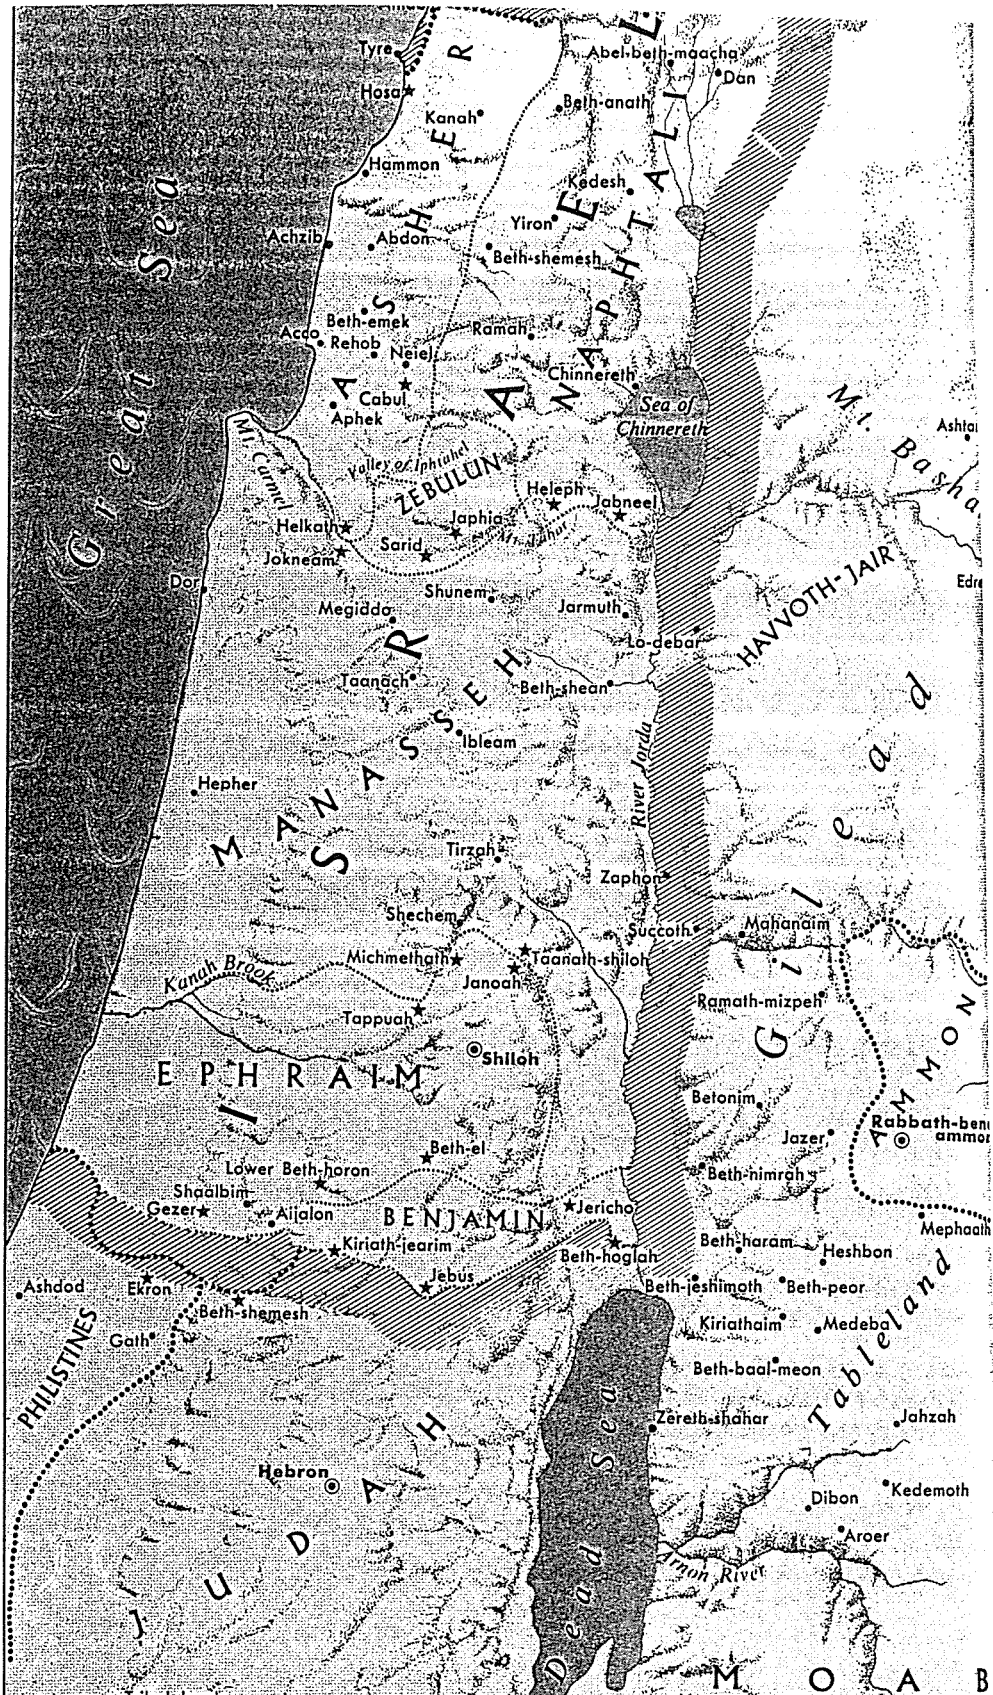 Tyre
Abel-beth-maacha
Dan
Hosa
Beth-anath
Kanah
Hammon
Kedesh
Yiron
Achzib
Abdon
Beth-shemesh
ASHER
NAPHTALI
Great Sea
Beth-emek
Acco
Rehob
Ramah
Neiel
Chinnereth
Cabul
Aphek
Sea of
Chinnereth
Mt. Basha
Ashta
Mt. Carmel
Valley of Iphtahel
ZEBULUN
Heleph
Jabneel
Helkath
Japhia
Mt. Tabor
Sarid
Jokneam
Dor
Shunem
Edre
Megiddo
Jarmuth
HAVVOTH-JAIR
Lo-debar
Taanach
Beth-shean
MANASSEH
Ibleam
River Jorda
Hepher
Tirzah
Zaphon
Shechem
Succoth
Mahanaim
Michmethath
Taanath-shiloh
Kanah Brook
Janoah
Ramath-mizpeh
Tappuah
Gilead
AMMON
Shiloh
EPHRAIM
ISRAEL
Betonim
Jazer
Rabbath-ben
ammon
Beth-el
Lower Beth-horon
Beth-nimrah
Shaalbim
Gezer
Aijalon
BENJAMIN
Jericho
Mephaath
Kiriath-jearim
Beth-hoglah
Beth-haram
Heshbon
Ashdod
Ekron
Jebus
Beth-jeshimoth
Beth-peor
Beth-shemesh
Kiriathaim
Medeba
Gath
PHILISTINES
Beth-baal-meon
Tableland
Zereth-shahar
Jahzah
Hebron
JUDAH
Dead Sea
Kedemoth
Dibon
Aroer
Arnon River
MOAB